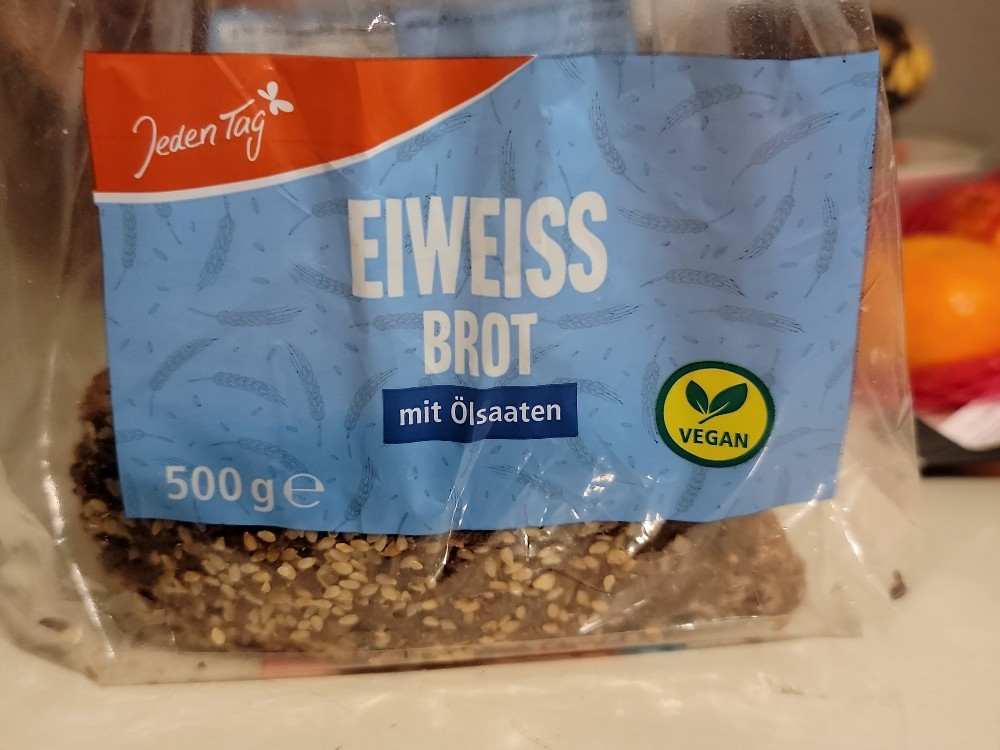 Jeden Tag
EIWEISS
BROT
mit Ölsaaten
VEGAN
500 g ℮